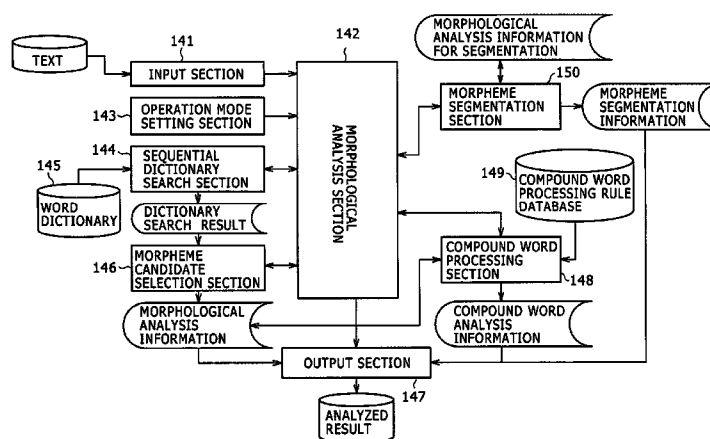 TEXT
141
INPUT SECTION
143
OPERATION MODE
SETTING SECTION
144
SEQUENTIAL
DICTIONARY
SEARCH SECTION
145
WORD
DICTIONARY
DICTIONARY
SEARCH RESULT
146
MORPHEME
CANDIDATE
SELECTION SECTION
MORPHOLOGICAL
ANALYSIS
INFORMATION
142
MORPHOLOGICAL
ANALYSIS SECTION
MORPHOLOGICAL
ANALYSIS INFORMATION
FOR SEGMENTATION
150
MORPHEME
SEGMENTATION
SECTION
MORPHEME
SEGMENTATION
INFORMATION
149
COMPOUND WORD
PROCESSING RULE
DATABASE
COMPOUND WORD
PROCESSING
SECTION
148
COMPOUND WORD
ANALYSIS
INFORMATION
OUTPUT SECTION
147
ANALYZED
RESULT